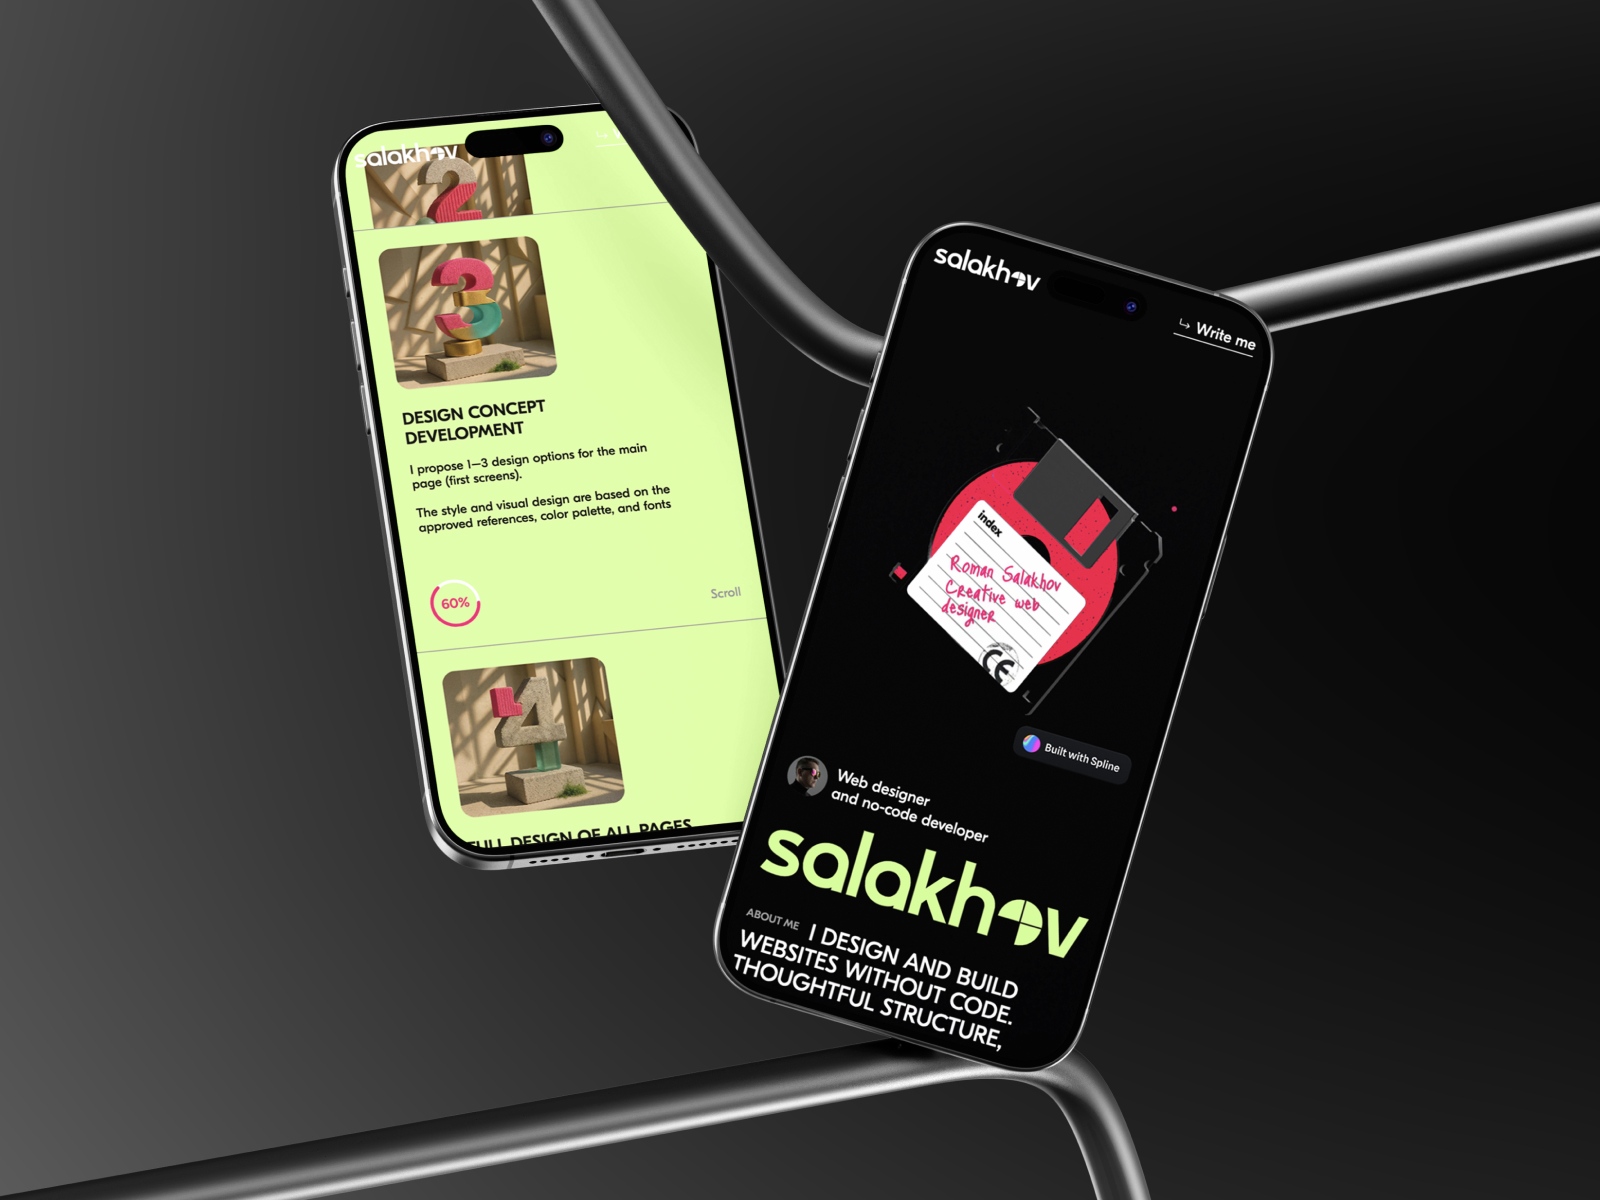 salakhov
DESIGN CONCEPT
DEVELOPMENT
I propose 1—3 design options for the main
page (first screens).
The style and visual design are based on the
approved references, color palette, and fonts
60%
Scroll
FULL DESIGN OF ALL PAGES
salakhov
↳ Write me
index
Roman Salakhov
Creative web
designer
CE
Built with Spline
Web designer
and no-code developer
salakhov
ABOUT ME I DESIGN AND BUILD
WEBSITES WITHOUT CODE.
THOUGHTFUL STRUCTURE,